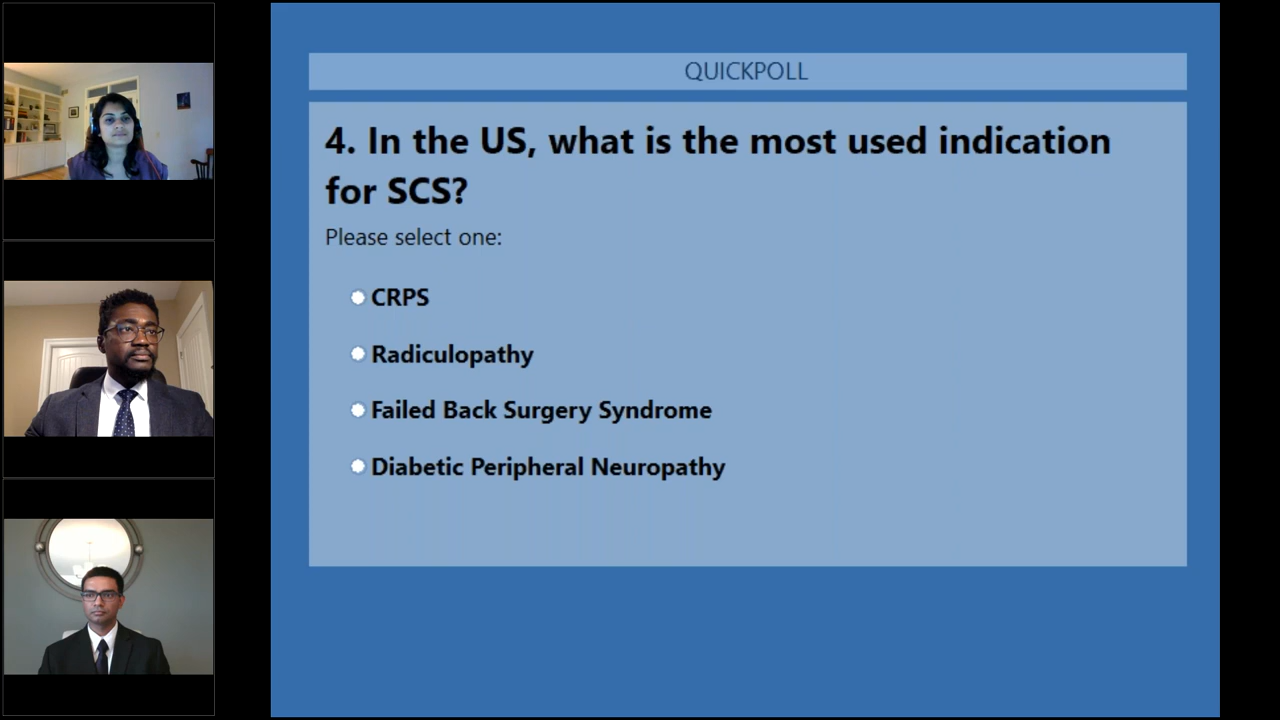 QUICKPOLL
4. In the US, what is the most used indication
for SCS?
Please select one:
CRPS
Radiculopathy
Failed Back Surgery Syndrome
Diabetic Peripheral Neuropathy